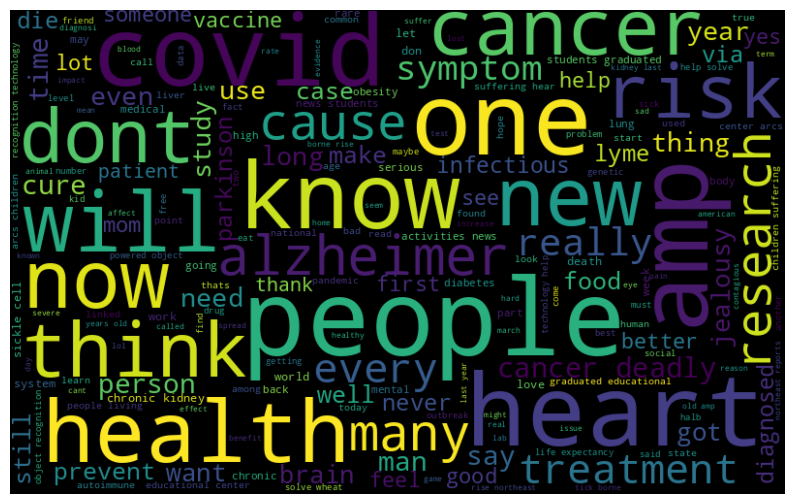 die
friend
diagnosi
someone
vaccine
covid
cancer
rare
common
suffer
true
year
yes
time
lot
may
blood
data
call
let
don
rate
evidence
students graduated
kidney last
help solve
term
lost
recognition technology
even
use
live
case
symptom
via
suffering hear
help
risk
level
impact
liver
mean
obesity
news students
dont
study
medical
fact
high
cause
one
hope
test
problem
lung
start
used
sick
sad
center arcs
thing
animal
number
patient
parkinson
long
make
age
serious
infectious
maybe
lyme
genetic
body
american
contagious
children suffering
research
cure
kid
mom
affect
free
point
will
know
see
found
new
amp
arcs children
known
powered object
home
seem
national
bad
read
increase
activities news
really
look
death
week
pain
jealousy
now
going
thats
alzheimer
eat
pandemic
thank
first
diabetes
food
technology help
come
eye
must
another
severe
linked
need
drug
hard
part
march
human
better
best
social
reason
sickle cell
years old
called
work
find
spread
people
healthy
think
day
lol
cant
every
getting
cancer deadly
diagnosed
northeast reports
person
chronic kidney
world
back
love
graduated educational
system
learn
people living
effect
among
mental
well
never
last year
heart
old amp
halb
got
still
object recognition
health
benefit
today
many
outbreak
might
real
lab
man
say
issue
life expectancy
said state
prevent
want
chronic
brain
feel
good
treatment
autoimmune
educational center
solve wheat
game
rise northeast
tick borne
borne rise